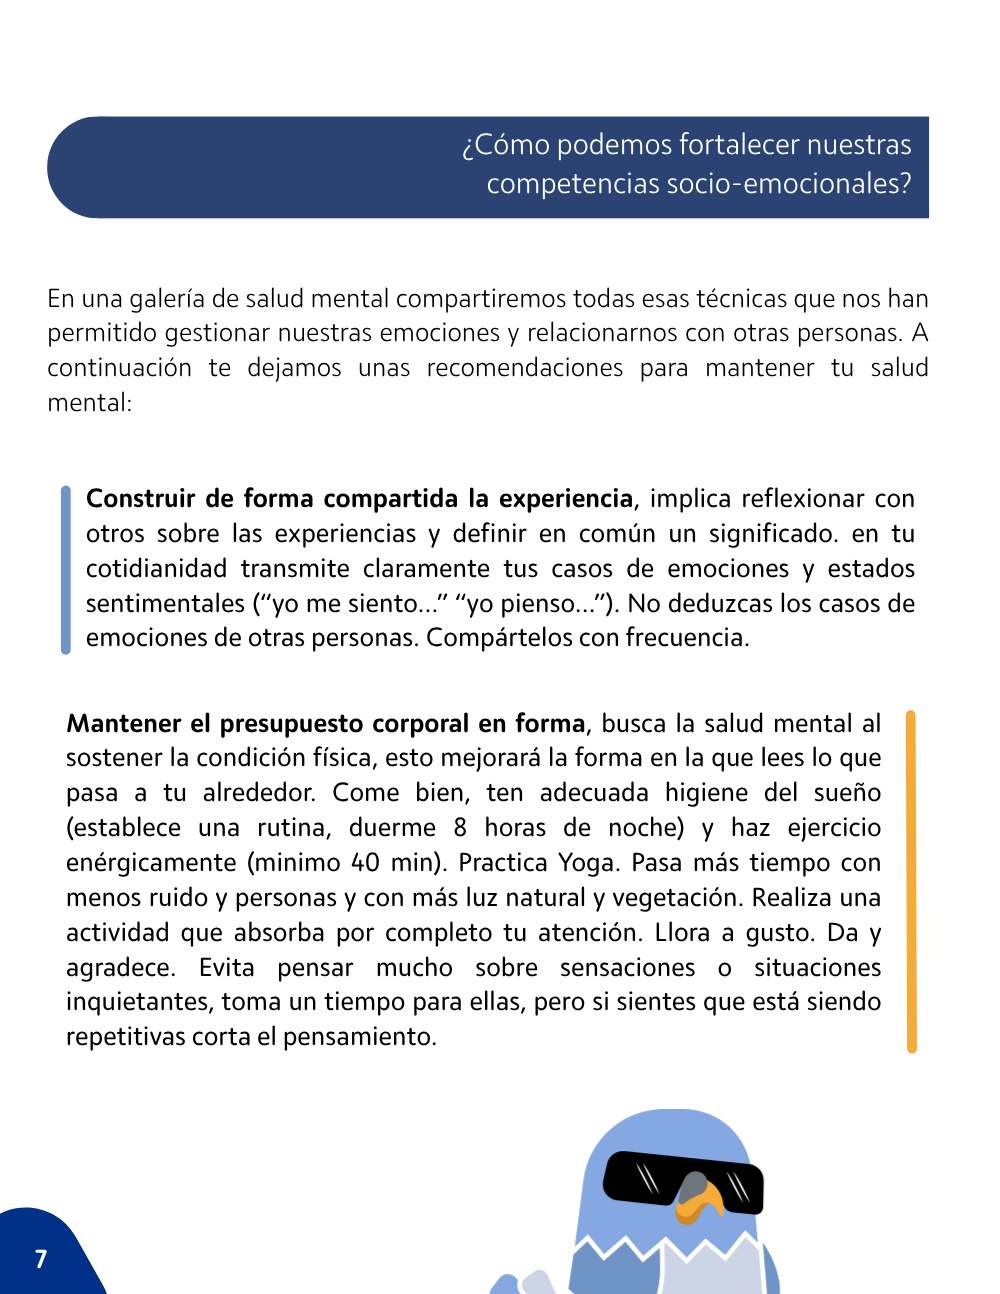 ¿Cómo podemos fortalecer nuestras
competencias socio-emocionales?
En una galería de salud mental compartiremos todas esas técnicas que nos han
permitido gestionar nuestras emociones y relacionarnos con otras personas. A
continuación te dejamos unas recomendaciones para mantener tu salud
mental:
Construir de forma compartida la experiencia, implica reflexionar con
otros sobre las experiencias y definir en común un significado. en tu
cotidianidad transmite claramente tus casos de emociones y estados
sentimentales (“yo me siento...” “yo pienso...”). No deduzcas los casos de
emociones de otras personas. Compártelos con frecuencia.
Mantener el presupuesto corporal en forma, busca la salud mental al
sostener la condición física, esto mejorará la forma en la que lees lo que
pasa a tu alrededor. Come bien, ten adecuada higiene del sueño
(establece una rutina, duerme 8 horas de noche) y haz ejercicio
enérgicamente (minimo 40 min). Practica Yoga. Pasa más tiempo con
menos ruido y personas y con más luz natural y vegetación. Realiza una
actividad que absorba por completo tu atención. Llora a gusto. Da y
agradece. Evita pensar mucho sobre sensaciones o situaciones
inquietantes, toma un tiempo para ellas, pero si sientes que está siendo
repetitivas corta el pensamiento.
7